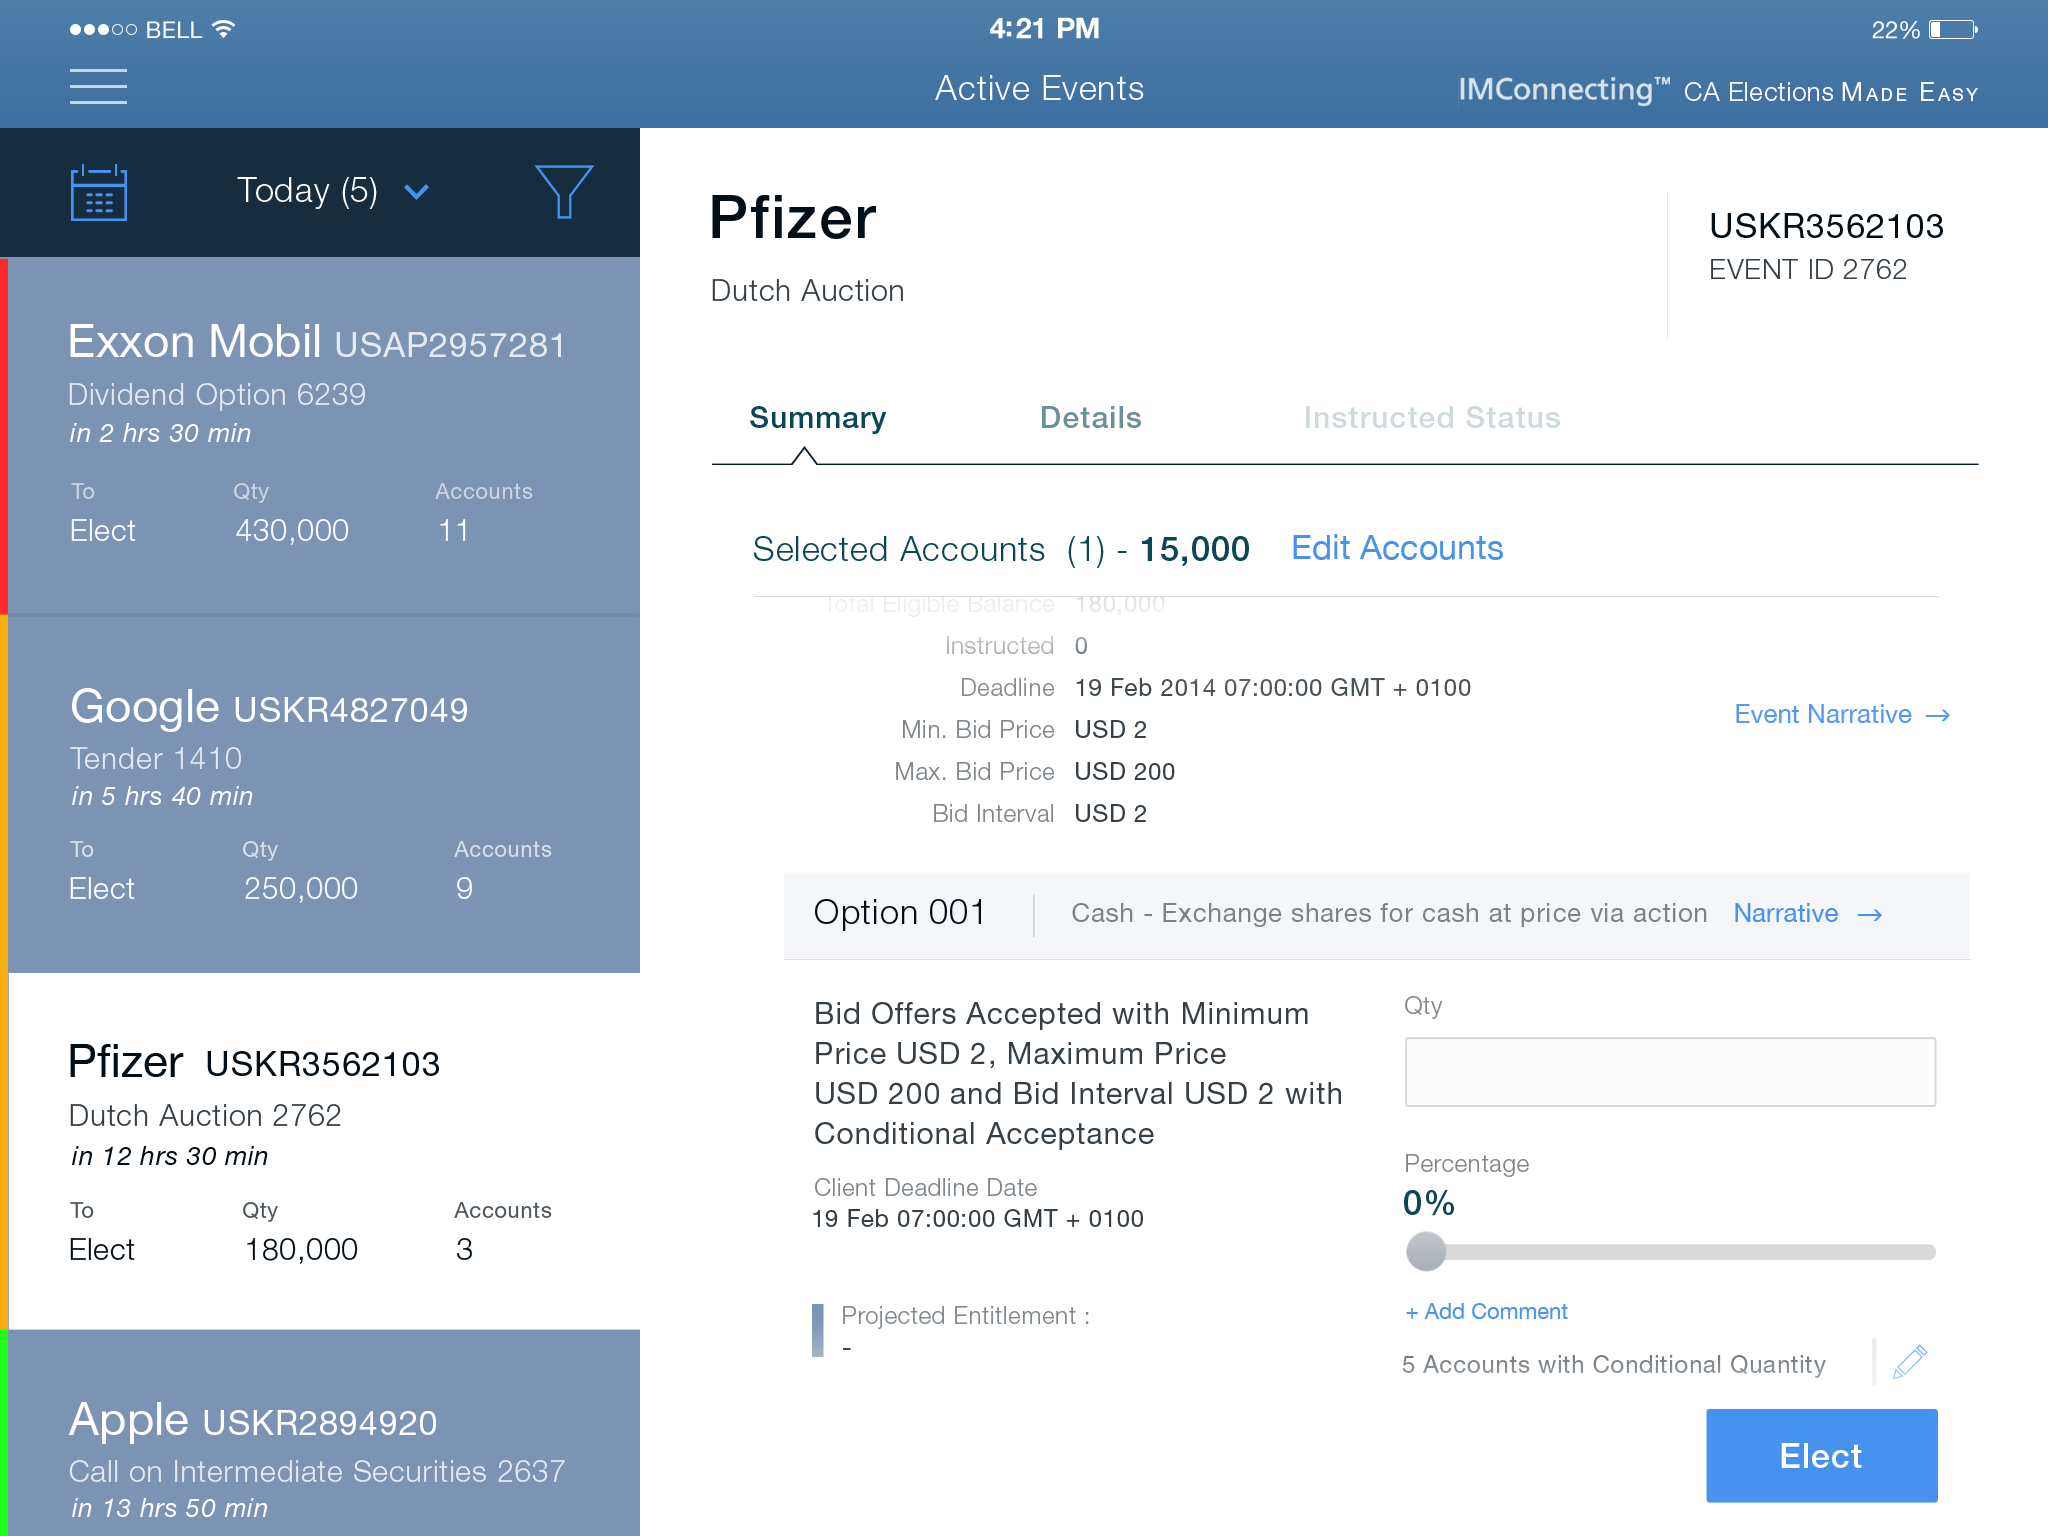 BELL
4:21 PM
22%
Active Events
IMConnecting™ CA Elections MADE EASY
Today (5)
Exxon Mobil USAP2957281
Dividend Option 6239
in 2 hrs 30 min
To Qty Accounts
Elect 430,000 11
Google USKR4827049
Tender 1410
in 5 hrs 40 min
To Qty Accounts
Elect 250,000 9
Pfizer USKR3562103
Dutch Auction 2762
in 12 hrs 30 min
To Qty Accounts
Elect 180,000 3
Apple USKR2894920
Call on Intermediate Securities 2637
in 13 hrs 50 min
Pfizer
Dutch Auction
USKR3562103
EVENT ID 2762
Summary Details Instructed Status
Selected Accounts (1) - 15,000 Edit Accounts
Total Eligible Balance 180,000
Instructed 0
Deadline 19 Feb 2014 07:00:00 GMT + 0100
Min. Bid Price USD 2
Max. Bid Price USD 200
Bid Interval USD 2
Event Narrative →
Option 001 Cash - Exchange shares for cash at price via action Narrative →
Bid Offers Accepted with Minimum
Price USD 2, Maximum Price
USD 200 and Bid Interval USD 2 with
Conditional Acceptance
Client Deadline Date
19 Feb 07:00:00 GMT + 0100
Projected Entitlement :
-
Qty
Percentage
0%
+ Add Comment
5 Accounts with Conditional Quantity
Elect